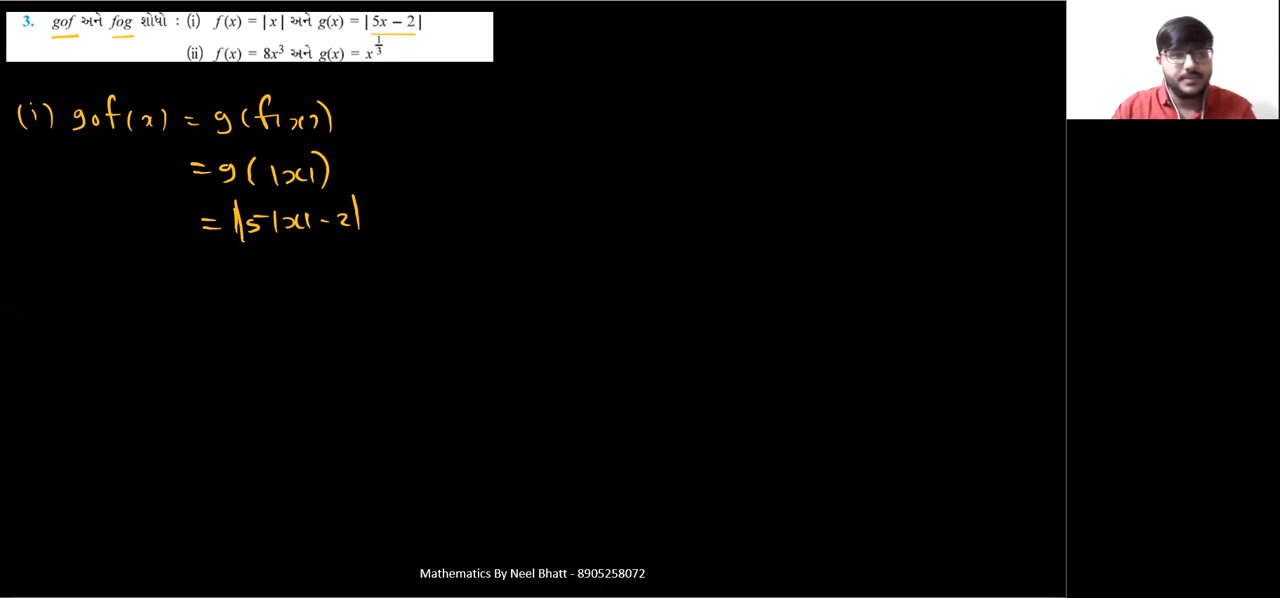 3. gof અને fog શોધો : (i) f(x) = | x | અને g(x) = | 5x – 2 |
(ii) f(x) = 8x³ અને g(x) = x^(1/3)
(i) gof(x) = g(f(x))
= g(|x|)
= |5|x| - 2|
Mathematics By Neel Bhatt - 8905258072